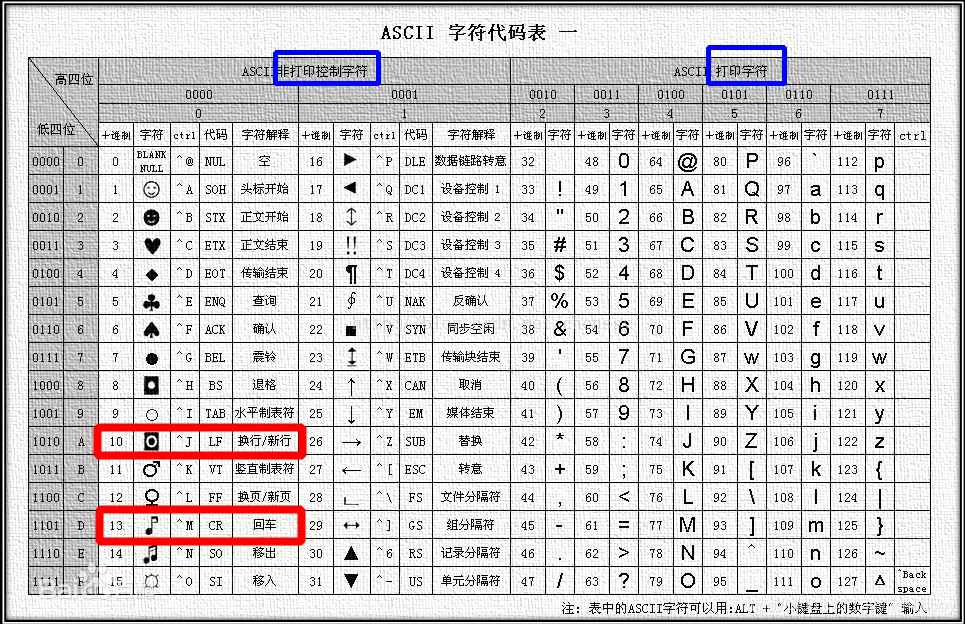 ASCII 字符代码表 一
高四位 ASCII非打印控制字符 ASCII 打印字符
0000 0001 0010 0011 0100 0101 0110 0111
低四位 0 1 2 3 4 5 6 7
十进制 字符 ctrl 代码 字符解释 十进制 字符 ctrl 代码 字符解释 十进制 字符 十进制 字符 十进制 字符 十进制 字符 十进制 字符 十进制 字符 ctrl
0000 0 0 BLANK NULL ^@ NUL 空 16 ► ^P DLE 数据链路转意 32 48 0 64 @ 80 P 96 ` 112 p
0001 1 1 ☺ ^A SOH 头标开始 17 ◄ ^Q DC1 设备控制 1 33 ! 49 1 65 A 81 Q 97 a 113 q
0010 2 2 ☻ ^B STX 正文开始 18 ↕ ^R DC2 设备控制 2 34 " 50 2 66 B 82 R 98 b 114 r
0011 3 3 ♥ ^C ETX 正文结束 19 ‼ ^S DC3 设备控制 3 35 # 51 3 67 C 83 S 99 c 115 s
0100 4 4 ♦ ^D EOT 传输结束 20 ¶ ^T DC4 设备控制 4 36 $ 52 4 68 D 84 T 100 d 116 t
0101 5 5 ♣ ^E ENQ 查询 21 ∮ ^U NAK 反确认 37 % 53 5 69 E 85 U 101 e 117 u
0110 6 6 ♠ ^F ACK 确认 22 ■ ^V SYN 同步空闲 38 & 54 6 70 F 86 V 102 f 118 v
0111 7 7 ● ^G BEL 震铃 23 ↨ ^W ETB 传输块结束 39 ' 55 7 71 G 87 w 103 g 119 w
1000 8 8 ◘ ^H BS 退格 24 ↑ ^X CAN 取消 40 ( 56 8 72 H 88 X 104 h 120 x
1001 9 9 ○ ^I TAB 水平制表符 25 ↓ ^Y EM 媒体结束 41 ) 57 9 73 I 89 Y 105 i 121 y
1010 A 10 ◙ ^J LF 换行/新行 26 → ^Z SUB 替换 42 * 58 : 74 J 90 Z 106 j 122 z
1011 B 11 ♂ ^K VT 竖直制表符 27 ← ^[ ESC 转意 43 + 59 ; 75 K 91 [ 107 k 123 {
1100 C 12 ♀ ^L FF 换页/新页 28 ∟ ^\ FS 文件分隔符 44 , 60 < 76 L 92 \ 108 l 124 |
1101 D 13 ♪ ^M CR 回车 29 ↔ ^] GS 组分隔符 45 - 61 = 77 M 93 ] 109 m 125 }
1110 E 14 ♫ ^N SO 移出 30 ▲ ^6 RS 记录分隔符 46 . 62 > 78 N 94 ^ 110 n 126 ~
1111 F 15 ☼ ^O SI 移入 31 ▼ ^- US 单元分隔符 47 / 63 ? 79 O 95 _ 111 o 127 Δ ^Back space
注: 表中的ASCII字符可以用:ALT + "小键盘上的数字键" 输入